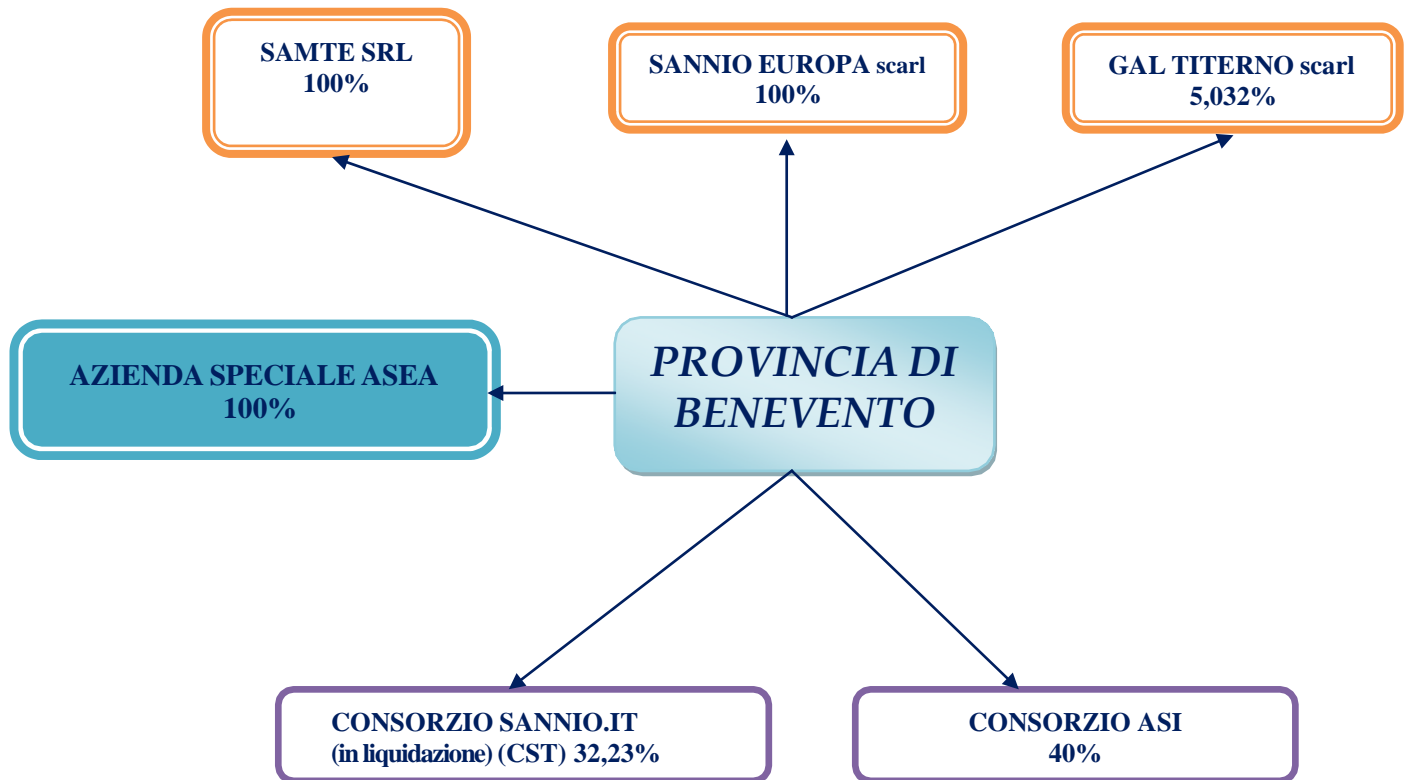 SAMTE SRL
100%
SANNIO EUROPA scarl
100%
GAL TITERNO scarl
5,032%
AZIENDA SPECIALE ASEA
100%
PROVINCIA DI
BENEVENTO
CONSORZIO SANNIO.IT
(in liquidazione) (CST) 32,23%
CONSORZIO ASI
40%